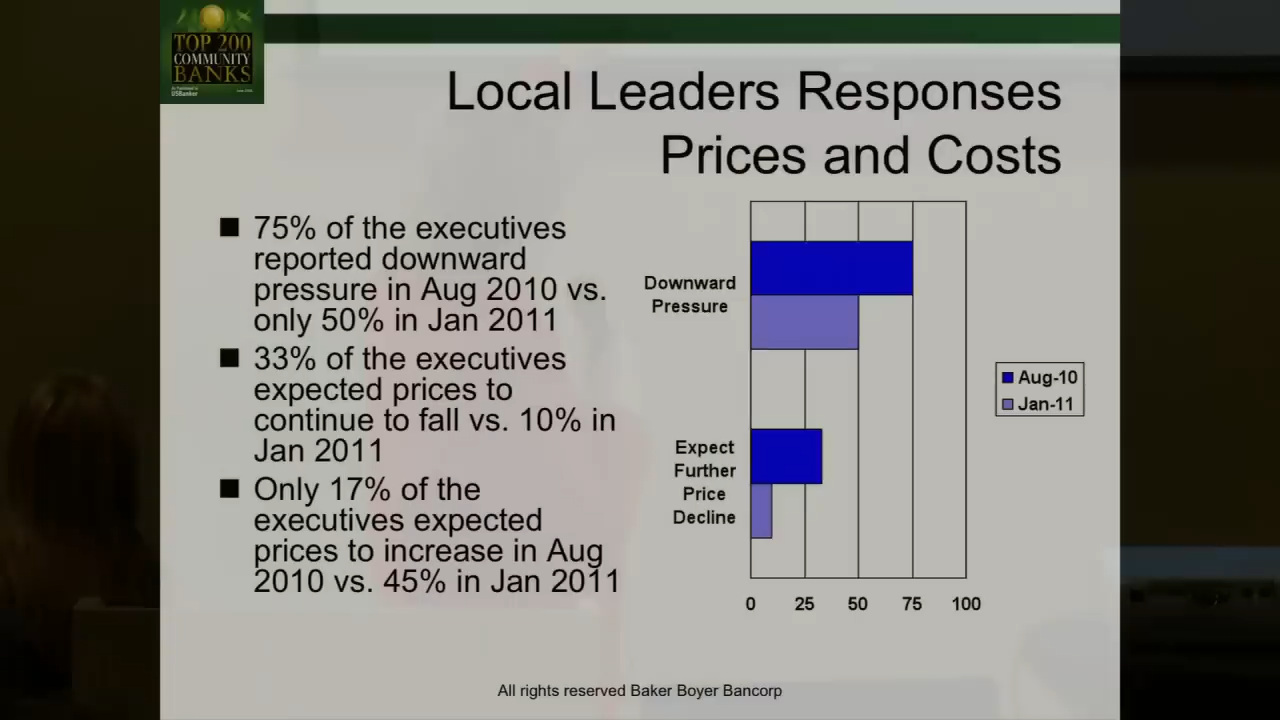 TOP 200
COMMUNITY
BANKS
As Published in
USBanker
Local Leaders Responses
Prices and Costs
■ 75% of the executives
reported downward
pressure in Aug 2010 vs.
only 50% in Jan 2011
■ 33% of the executives
expected prices to
continue to fall vs. 10% in
Jan 2011
■ Only 17% of the
executives expected
prices to increase in Aug
2010 vs. 45% in Jan 2011
Downward
Pressure
Expect
Further
Price
Decline
0 25 50 75 100
Aug-10
Jan-11
All rights reserved Baker Boyer Bancorp